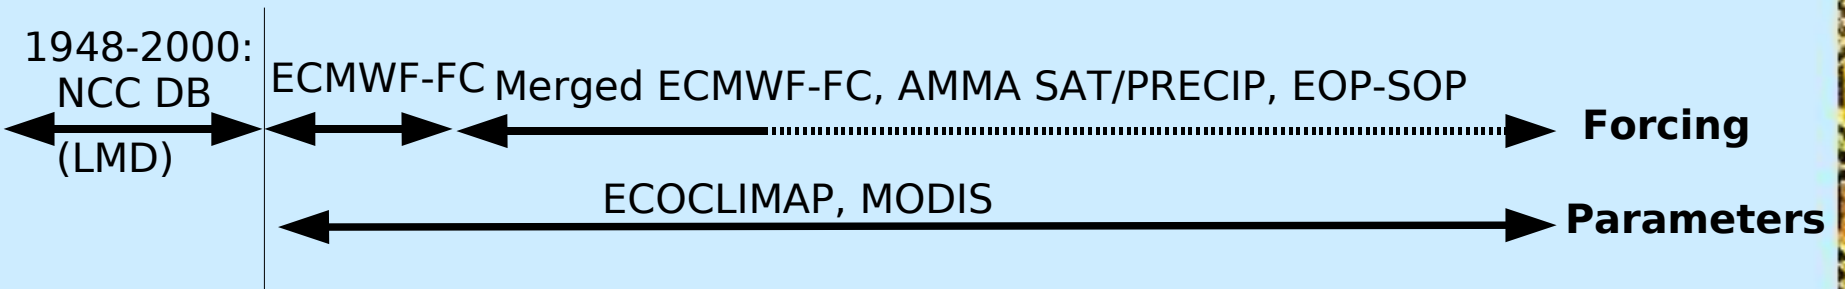 1948-2000:
NCC DB
(LMD)
ECMWF-FC
Merged ECMWF-FC, AMMA SAT/PRECIP, EOP-SOP
Forcing
ECOCLIMAP, MODIS
Parameters